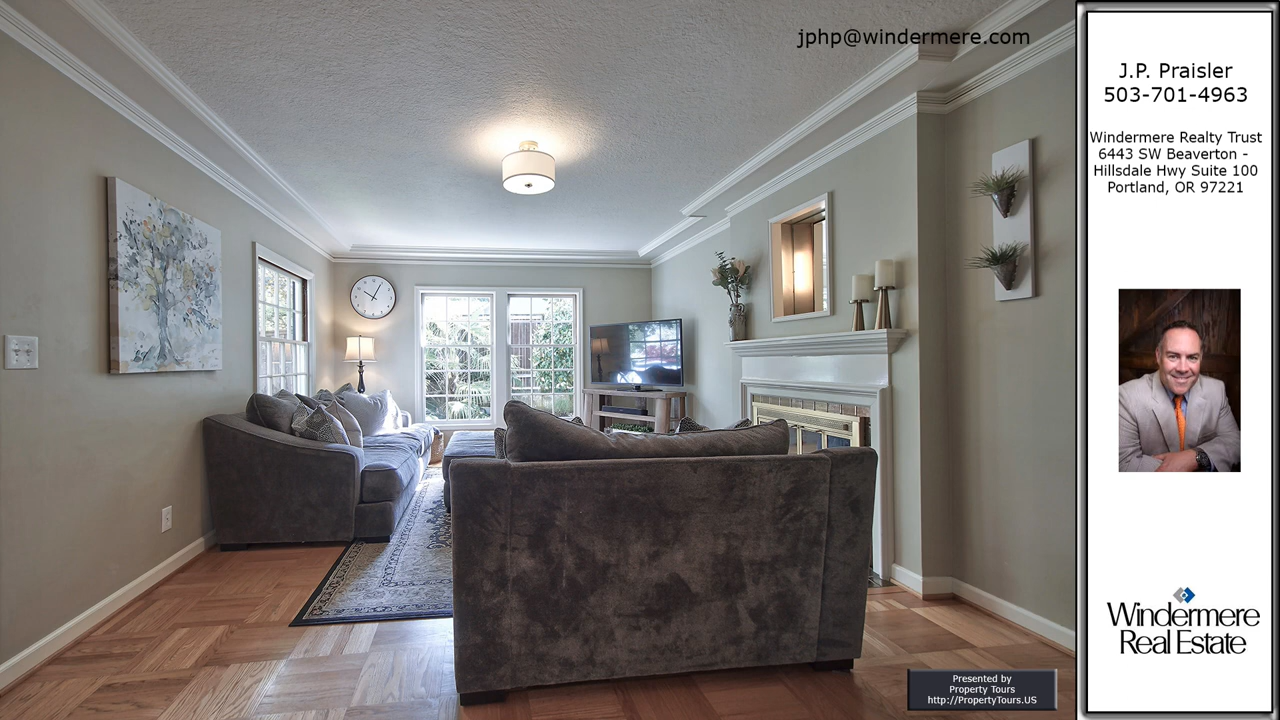 jphp@windermere.com
J.P. Praisler
503-701-4963
Windermere Realty Trust
6443 SW Beaverton -
Hillsdale Hwy Suite 100
Portland, OR 97221
Windermere
Real Estate
Presented by
Property Tours
http://PropertyTours.US